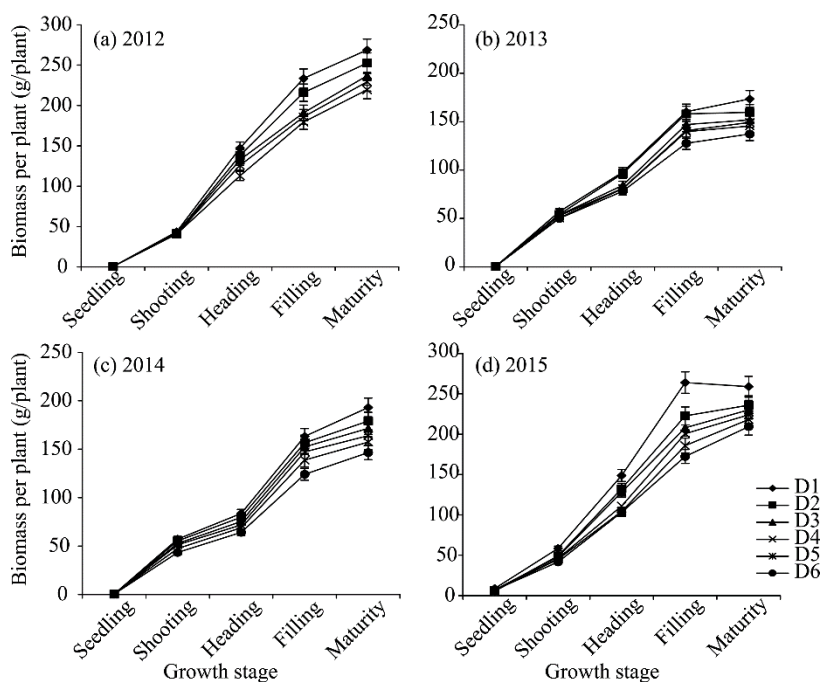 Biomass per plant (g/plant)
(a) 2012
300
250
200
150
100
50
0
Seedling
Shooting
Heading
Filling
Maturity
(b) 2013
250
200
150
100
50
0
Seedling
Shooting
Heading
Filling
Maturity
Biomass per plant (g/plant)
(c) 2014
250
200
150
100
50
0
Seedling
Shooting
Heading
Filling
Maturity
Growth stage
(d) 2015
300
250
200
150
100
50
0
Seedling
Shooting
Heading
Filling
Maturity
Growth stage
D1
D2
D3
D4
D5
D6